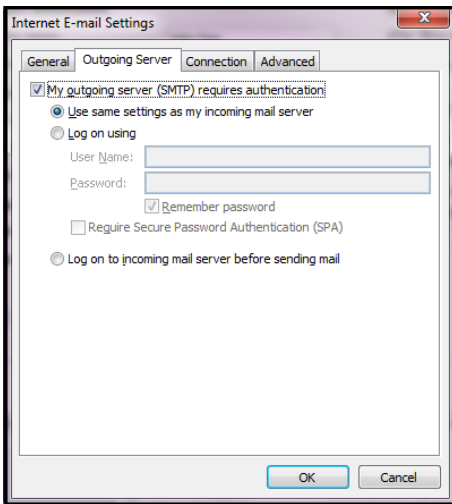 Internet E-mail Settings
General Outgoing Server Connection Advanced
My outgoing server (SMTP) requires authentication
Use same settings as my incoming mail server
Log on using
User Name:
Password:
Remember password
Require Secure Password Authentication (SPA)
Log on to incoming mail server before sending mail
OK Cancel